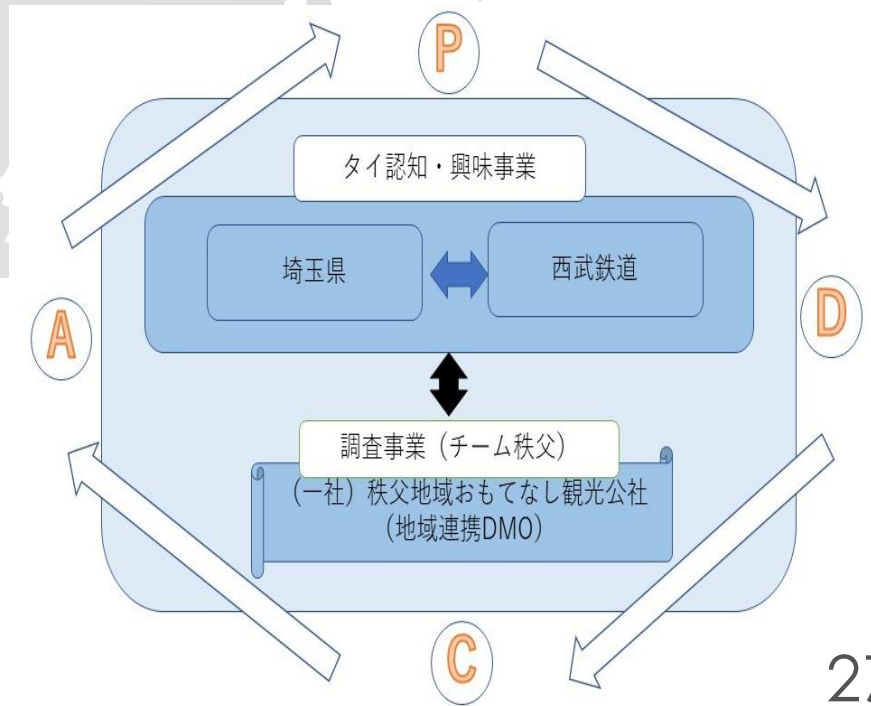 P
タイ認知・興味事業
埼玉県
西武鉄道
A
D
調査事業（チーム秩父）
（一社）秩父地域おもてなし観光公社
（地域連携DMO）
C
27